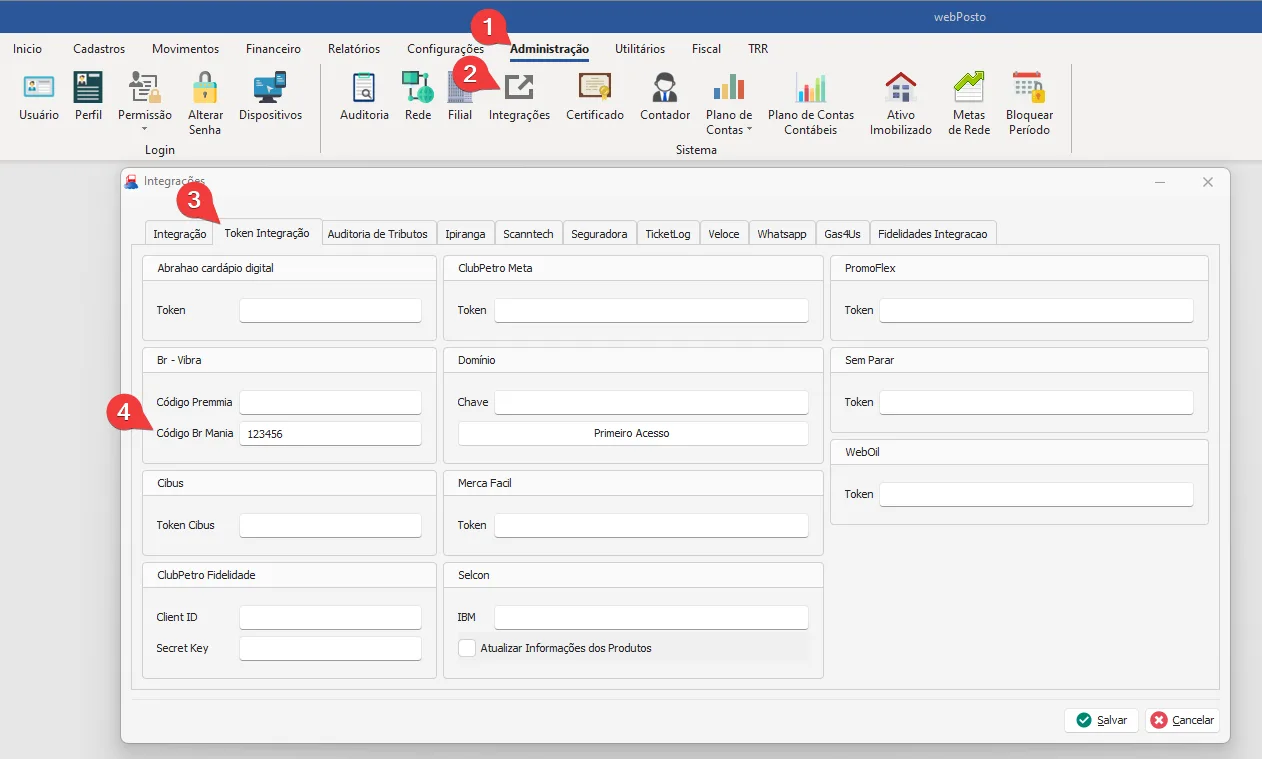 webPosto
1
Inicio Cadastros Movimentos Financeiro Relatórios Configurações Administração Utilitários Fiscal TRR
2
Usuário Perfil Permissão Alterar Senha Dispositivos Auditoria Rede Filial Integrações Certificado Contador Plano de Contas Plano de Contas Contábeis Ativo Imobilizado Metas de Rede Bloquear Período
Login Sistema
Integrações
3
Integração Token Integração Auditoria de Tributos Ipiranga Scanntech Seguradora TicketLog Veloce Whatsapp Gas4Us Fidelidades Integracao
Abrahao cardápio digital
Token
ClubPetro Meta
Token
PromoFlex
Token
Br - Vibra
Código Premmia
4
Código Br Mania 123456
Domínio
Chave
Primeiro Acesso
Sem Parar
Token
WebOil
Token
Cibus
Token Cibus
Merca Facil
Token
ClubPetro Fidelidade
Client ID
Secret Key
Selcon
IBM
Atualizar Informações dos Produtos
Salvar Cancelar